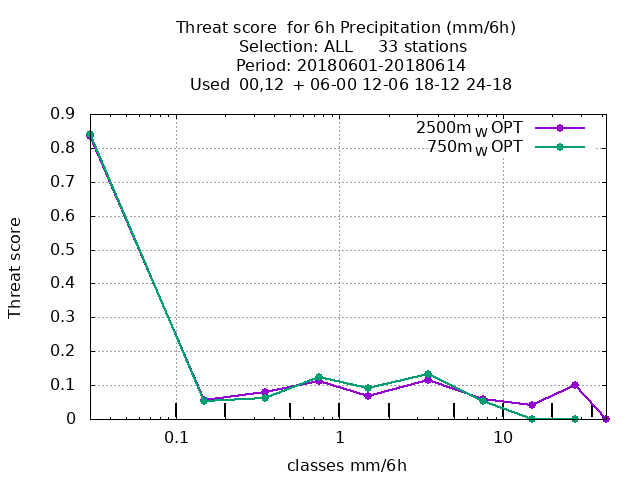 Threat score  for 6h Precipitation (mm/6h)
Selection: ALL     33 stations
Period: 20180601-20180614
Used  00,12  + 06-00 12-06 18-12 24-18
2500m W OPT
750m W OPT
0.9
0.8
0.7
0.6
0.5
0.4
0.3
0.2
0.1
0
Threat score
0.1 1 10
classes mm/6h